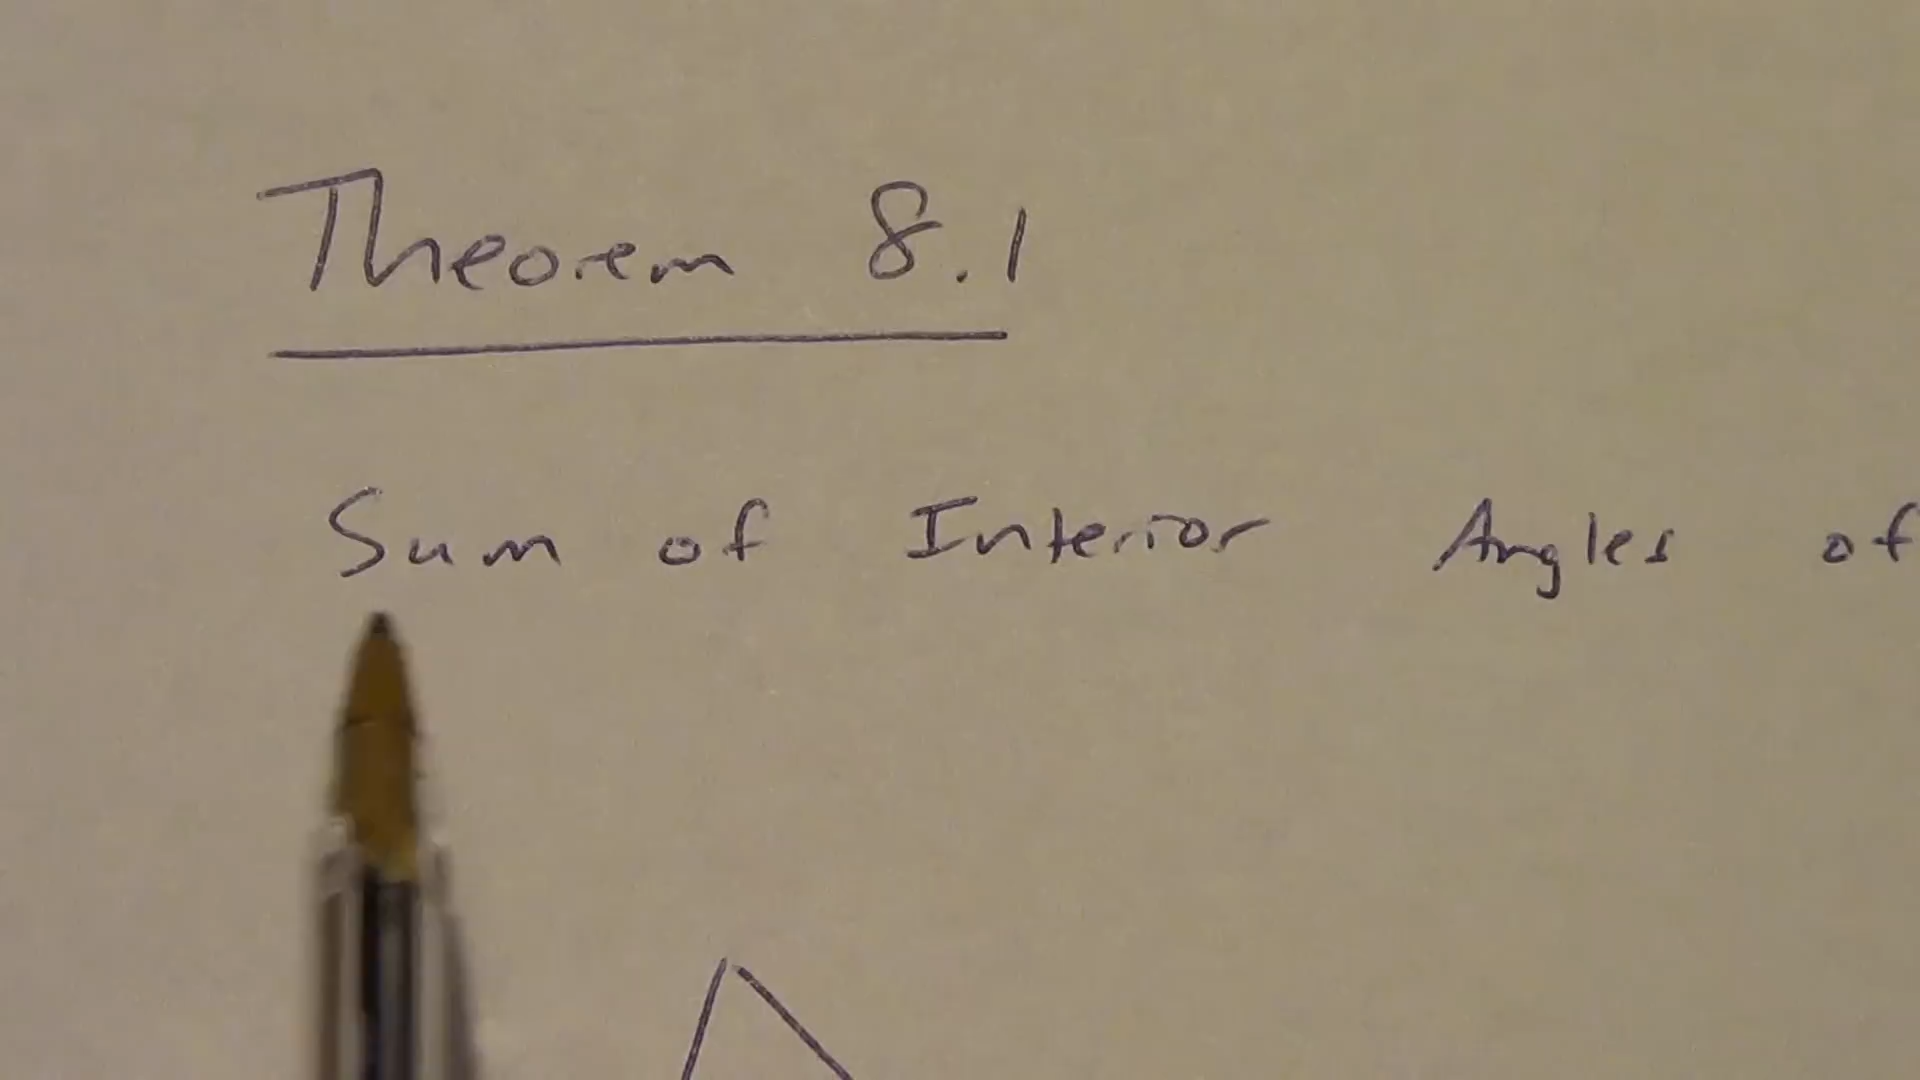 Theorem 8.1
Sum of Interior Angles of